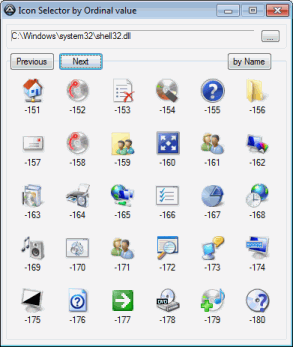 Icon Selector by Ordinal value
C:\Windows\system32\shell32.dll ...
Previous Next by Name
-151 -152 -153 -154 -155 -156
-157 -158 -159 -160 -161 -162
-163 -164 -165 -166 -167 -168
-169 -170 -171 -172 -173 -174
-175 -176 -177 -178 -179 -180